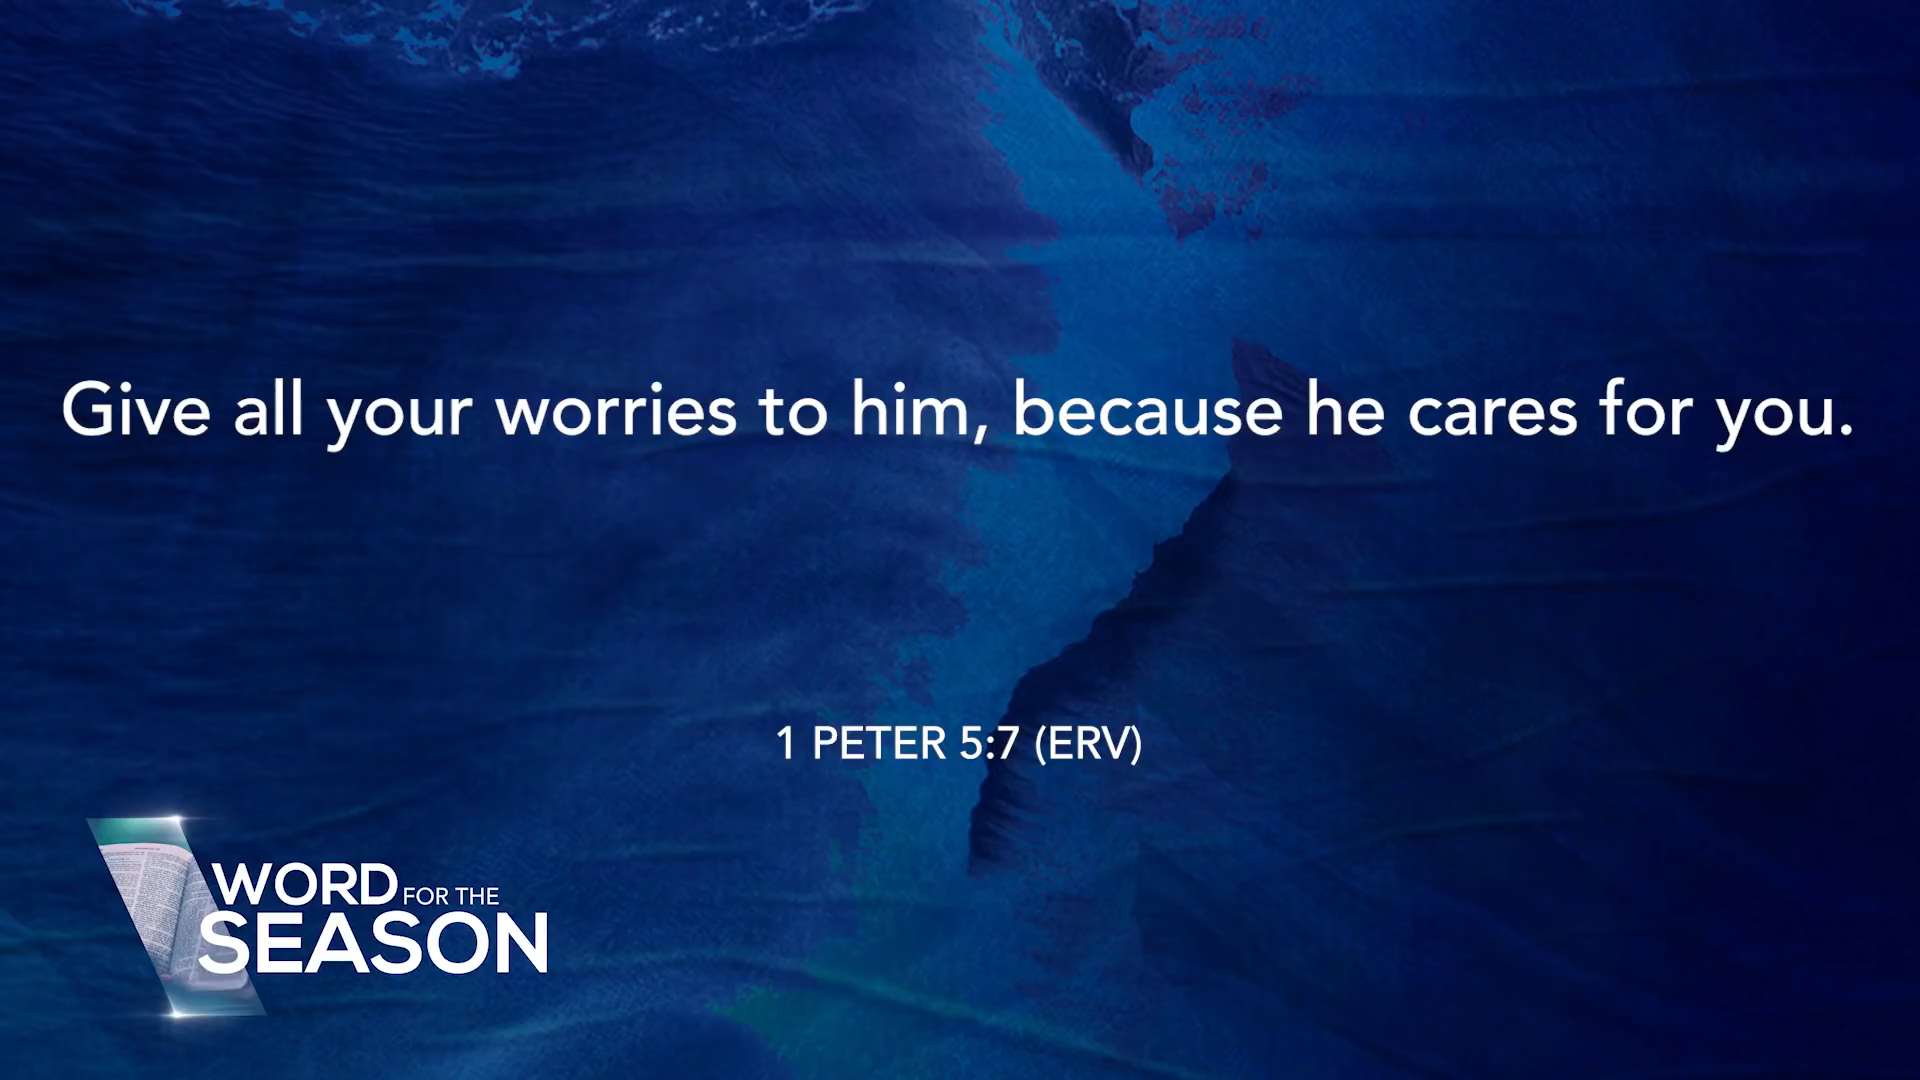 Give all your worries to him, because he cares for you.
1 PETER 5:7 (ERV)
WORD FOR THE
SEASON